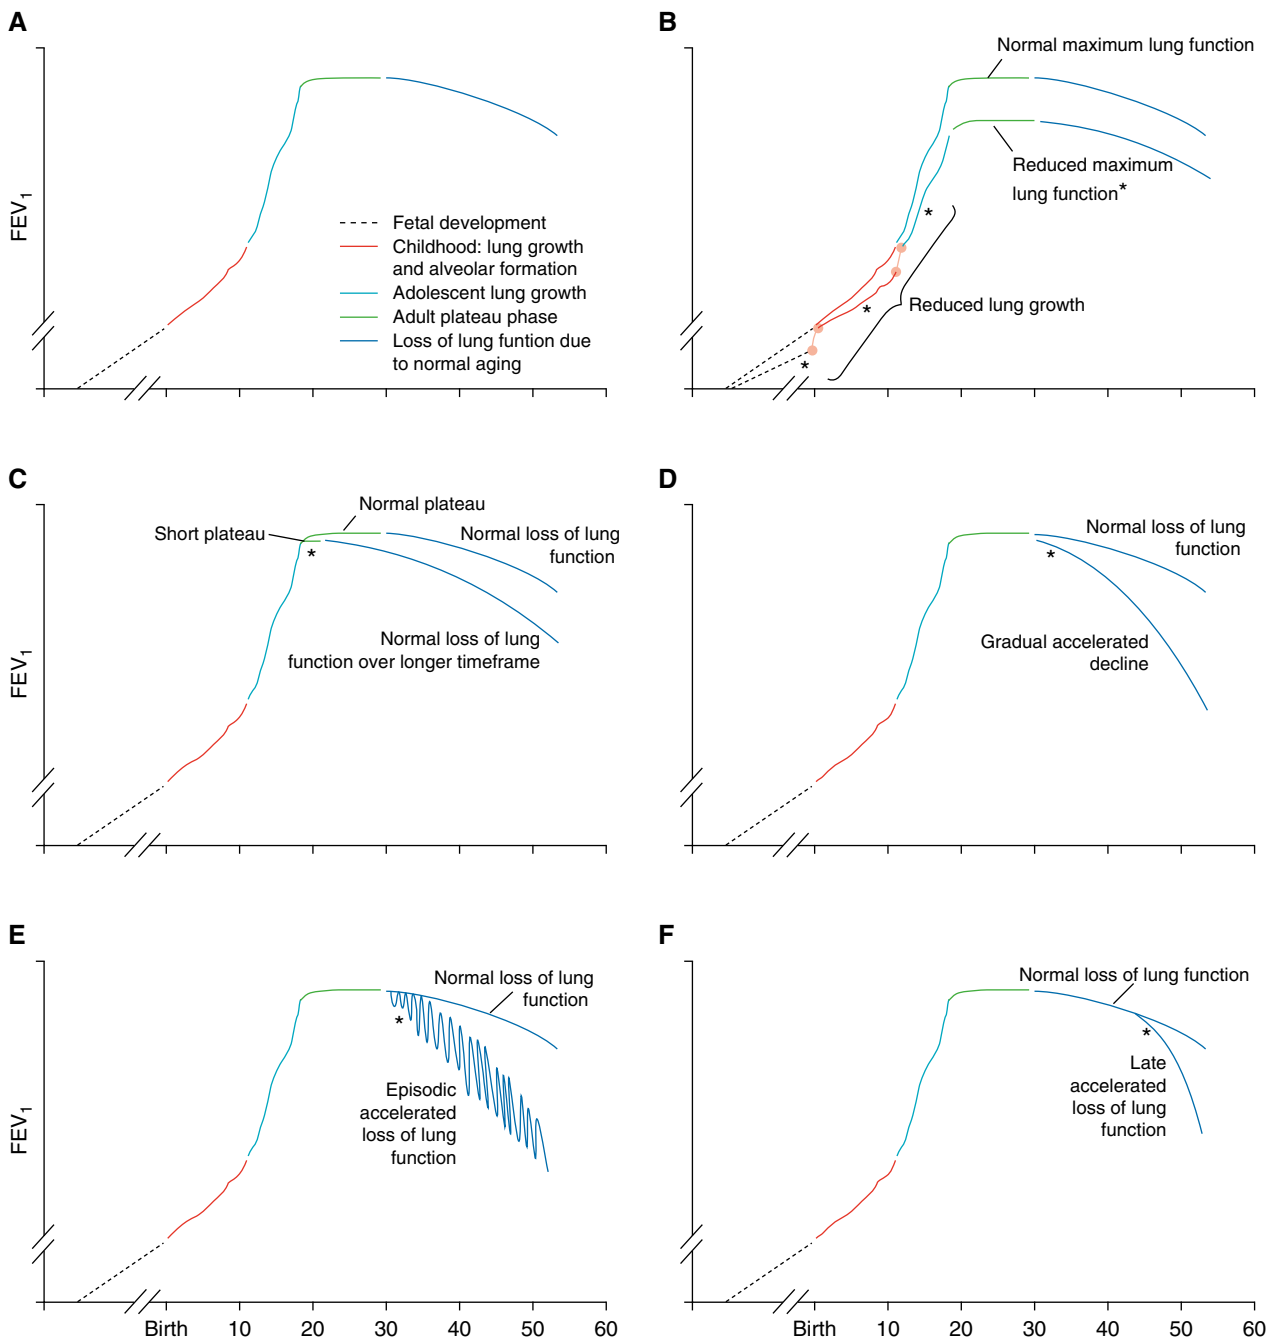 A
FEV1
Fetal development
Childhood: lung growth
and alveolar formation
Adolescent lung growth
Adult plateau phase
Loss of lung funtion due
to normal aging
B
Normal maximum lung function
Reduced maximum
lung function*
*
Reduced lung growth
*
*
C
FEV1
Normal plateau
Short plateau
*
Normal loss of lung
function
Normal loss of lung
function over longer timeframe
D
Normal loss of lung
function
*
Gradual accelerated
decline
E
FEV1
Normal loss of lung
function
*
Episodic
accelerated
loss of lung
function
Birth 10 20 30 40 50 60
F
Normal loss of lung function
*
Late
accelerated
loss of lung
function
Birth 10 20 30 40 50 60